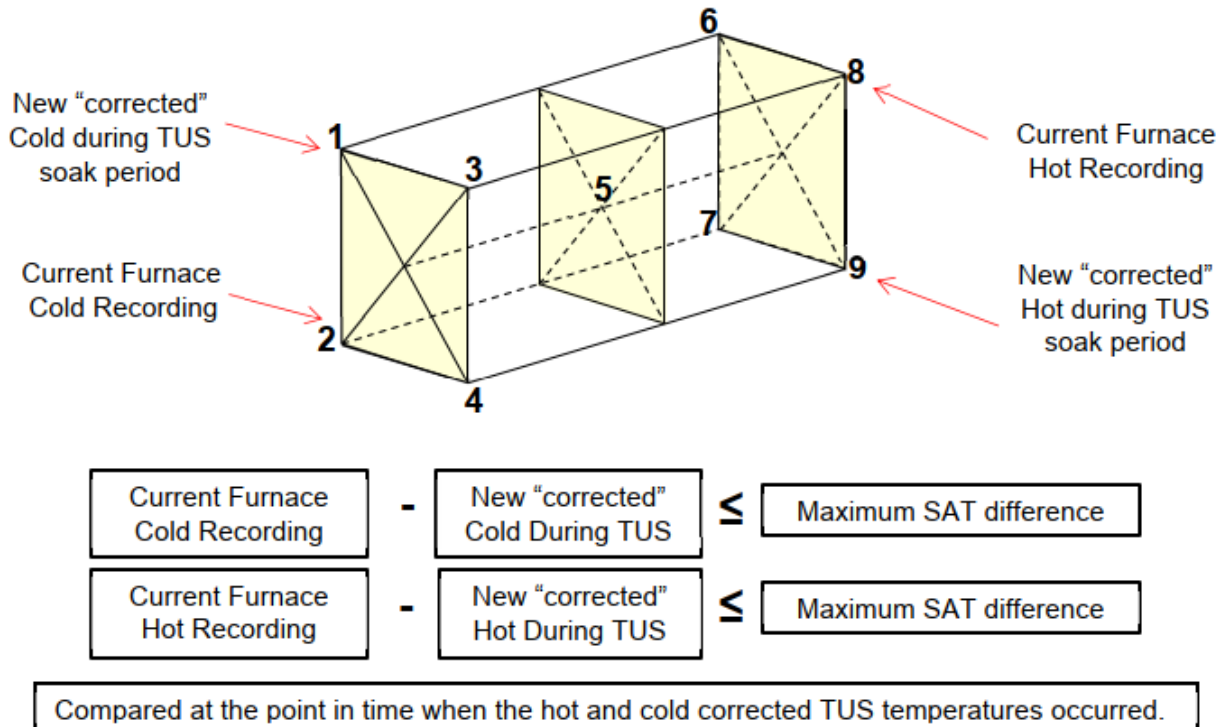 6
8
New “corrected”
Cold during TUS
soak period
1
3
Current Furnace
Hot Recording
5
7
Current Furnace
Cold Recording
9
New “corrected”
Hot during TUS
soak period
2
4
Current Furnace
Cold Recording
-
New “corrected”
Cold During TUS
≤
Maximum SAT difference
Current Furnace
Hot Recording
-
New “corrected”
Hot During TUS
≤
Maximum SAT difference
Compared at the point in time when the hot and cold corrected TUS temperatures occurred.